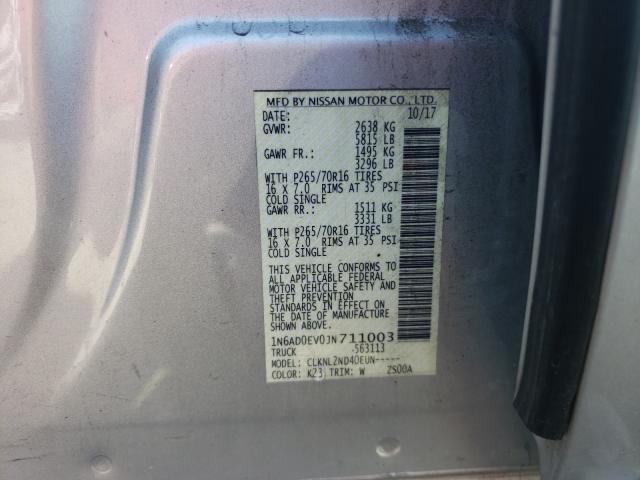 MFD BY NISSAN MOTOR CO., LTD.
DATE: 10/17
GVWR: 2638 KG
5815 LB
GAWR FR.: 1495 KG
3296 LB
WITH P265/70R16 TIRES
16 X 7.0 RIMS AT 35 PSI
COLD SINGLE
GAWR RR.: 1511 KG
3331 LB
WITH P265/70R16 TIRES
16 X 7.0 RIMS AT 35 PSI
COLD SINGLE
THIS VEHICLE CONFORMS TO
ALL APPLICABLE FEDERAL
MOTOR VEHICLE SAFETY AND
THEFT PREVENTION
STANDARDS IN EFFECT ON
THE DATE OF MANUFACTURE
SHOWN ABOVE.
1N6AD0EV0JN711003
TRUCK -563113
MODEL: CLKNL2ND40EUN-----
COLOR: K23 TRIM: W ZS00A